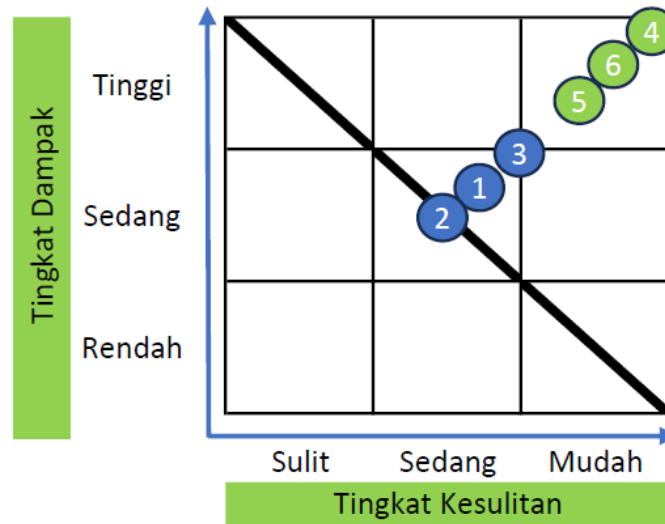 Tingkat Dampak
Tinggi
Sedang
Rendah
4
6
5
3
1
2
Sulit Sedang Mudah
Tingkat Kesulitan